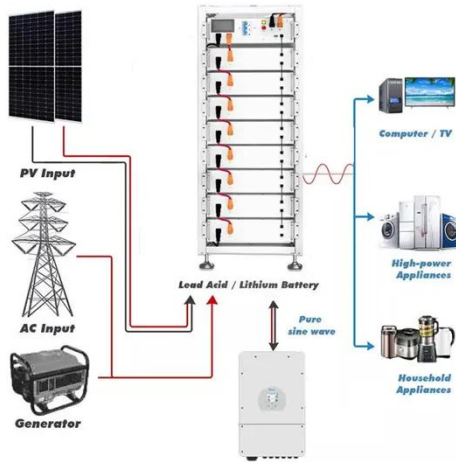 PV Input
AC Input
Generator
Lead Acid / Lithium Battery
Pure
sine wave
Computer / TV
High-power
Appliances
Household
Appliances